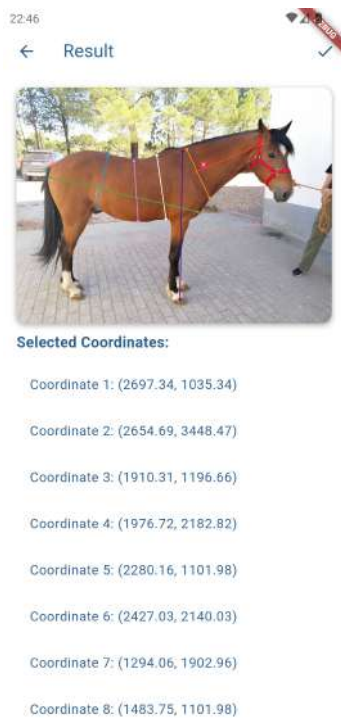 22:46
DEBUG
Result
Selected Coordinates:
Coordinate 1: (2697.34, 1035.34)
Coordinate 2: (2654.69, 3448.47)
Coordinate 3: (1910.31, 1196.66)
Coordinate 4: (1976.72, 2182.82)
Coordinate 5: (2280.16, 1101.98)
Coordinate 6: (2427.03, 2140.03)
Coordinate 7: (1294.06, 1902.96)
Coordinate 8: (1483.75, 1101.98)